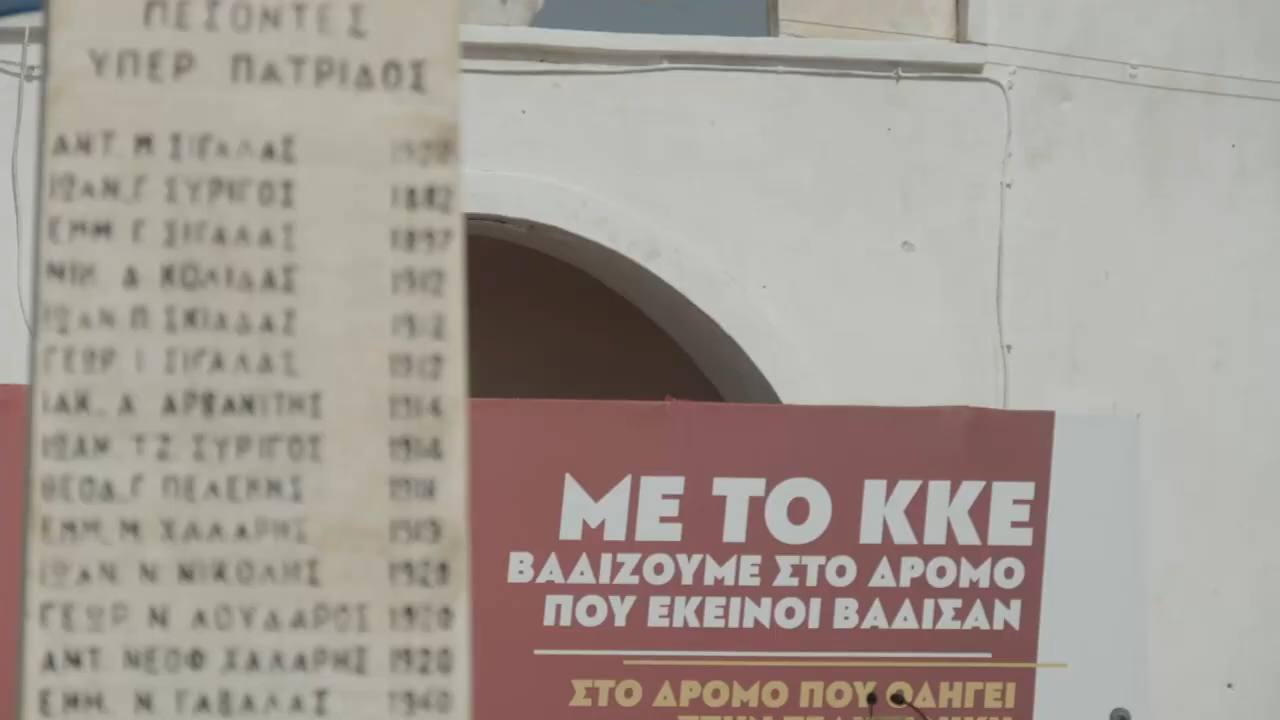 ΠΕΣΟΝΤΕΣ
ΥΠΕΡ ΠΑΤΡΙΔΟΣ
ΑΝΤ. Μ ΣΙΓΑΛΑΣ
ΙΩΑΝ. Γ ΣΥΡΙΓΟΣ 1882
ΕΜΜ Γ ΣΙΓΑΛΑΣ 1897
ΝΙΚ. Δ ΚΟΛΙΔΑΣ 1912
ΙΩΑΝ Π ΣΚΙΑΔΑΣ 1912
ΓΕΩΡ Ι ΣΙΓΑΛΑΣ 1912
ΙΑΚ. Α ΑΡΒΑΝΙΤΗΣ 1914
ΙΩΑΝ. ΤΖ ΣΥΡΙΓΟΣ 1914
ΘΕΟΔ. Γ ΠΕΛΕΚΗΣ 1918
ΕΜΜ. Μ ΧΑΛΑΡΗΣ 1919
ΙΩΑΝ Ν ΝΙΚΟΛΗΣ 1920
ΓΕΩΡ Ν ΛΟΥΔΑΡΟΣ 1920
ΑΝΤ ΝΕΟΦ ΧΑΛΑΡΗΣ 1920
ΕΜΜ. Ν ΓΑΒΑΛΑΣ 1940
ΜΕ ΤΟ ΚΚΕ
ΒΑΔΙΖΟΥΜΕ ΣΤΟ ΔΡΟΜΟ
ΠΟΥ ΕΚΕΙΝΟΙ ΒΑΔΙΣΑΝ
ΣΤΟ ΔΡΟΜΟ ΠΟΥ ΟΔΗΓΕΙ